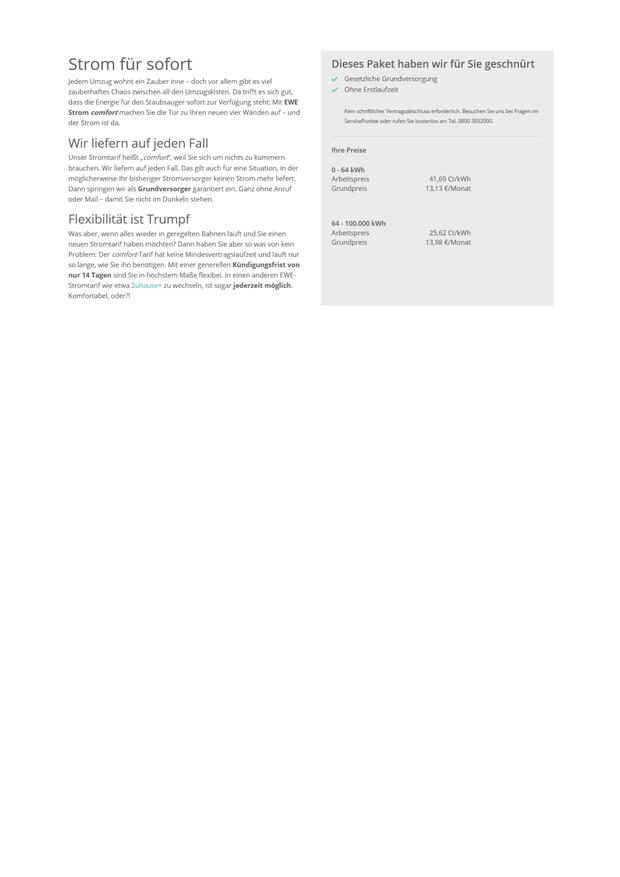 Strom für sofort
Jedem Umzug wohnt ein Zauber inne – doch vor allem gibt es viel
zauberhaftes Chaos zwischen all den Umzugskisten. Da trifft es sich gut,
dass die Energie für den Staubsauger sofort zur Verfügung steht: Mit EWE
Strom comfort machen Sie die Tür zu Ihren neuen vier Wänden auf – und
der Strom ist da.
Wir liefern auf jeden Fall
Unser Stromtarif heißt „comfort“, weil Sie sich um nichts zu kümmern
brauchen. Wir liefern auf jeden Fall. Das gilt auch für eine Situation, in der
möglicherweise Ihr bisheriger Stromversorger keinen Strom mehr liefert.
Dann springen wir als Grundversorger garantiert ein. Ganz ohne Anruf
oder Mail – damit Sie nicht im Dunkeln stehen.
Flexibilität ist Trumpf
Was aber, wenn alles wieder in geregelten Bahnen läuft und Sie einen
neuen Stromtarif haben möchten? Dann haben Sie aber so was von kein
Problem: Der comfort-Tarif hat keine Mindesvertragslaufzeit und läuft nur
so lange, wie Sie ihn benötigen. Mit einer generellen Kündigungsfrist von
nur 14 Tagen sind Sie in höchstem Maße flexibel. In einen anderen EWE-
Stromtarif wie etwa Zuhause+ zu wechseln, ist sogar jederzeit möglich.
Komfortabel, oder?!
Dieses Paket haben wir für Sie geschnürt
Gesetzliche Grundversorgung
Ohne Erstlaufzeit
Kein schriftlicher Vertragsabschluss erforderlich. Besuchen Sie uns bei Fragen im
ServicePunkte oder rufen Sie kostenlos an: Tel. 0800 3932000.
Ihre Preise
0 - 64 kWh
Arbeitspreis 41,69 Ct/kWh
Grundpreis 13,13 €/Monat
64 - 100.000 kWh
Arbeitspreis 25,62 Ct/kWh
Grundpreis 13,98 €/Monat